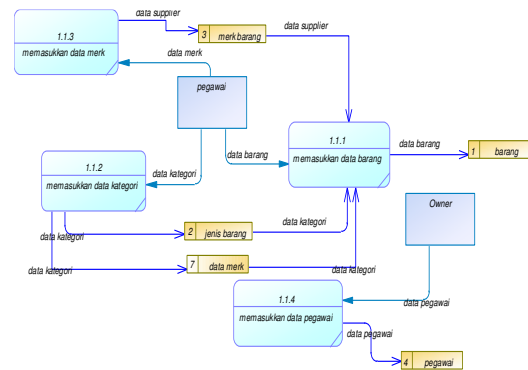 data supplier
data supplier
1.1.3
memasukkan data merk
3 merk barang
data merk
pegawai
1.1.1
memasukkan data barang
data barang
1 barang
data barang
1.1.2
memasukkan data kategori
data kategori
Owner
data kategori
2 jenis barang
data kategori
7 data merk
data kategori
data kategori
1.1.4
memasukkan data pegawai
data pegawai
data pegawai
4 pegawai